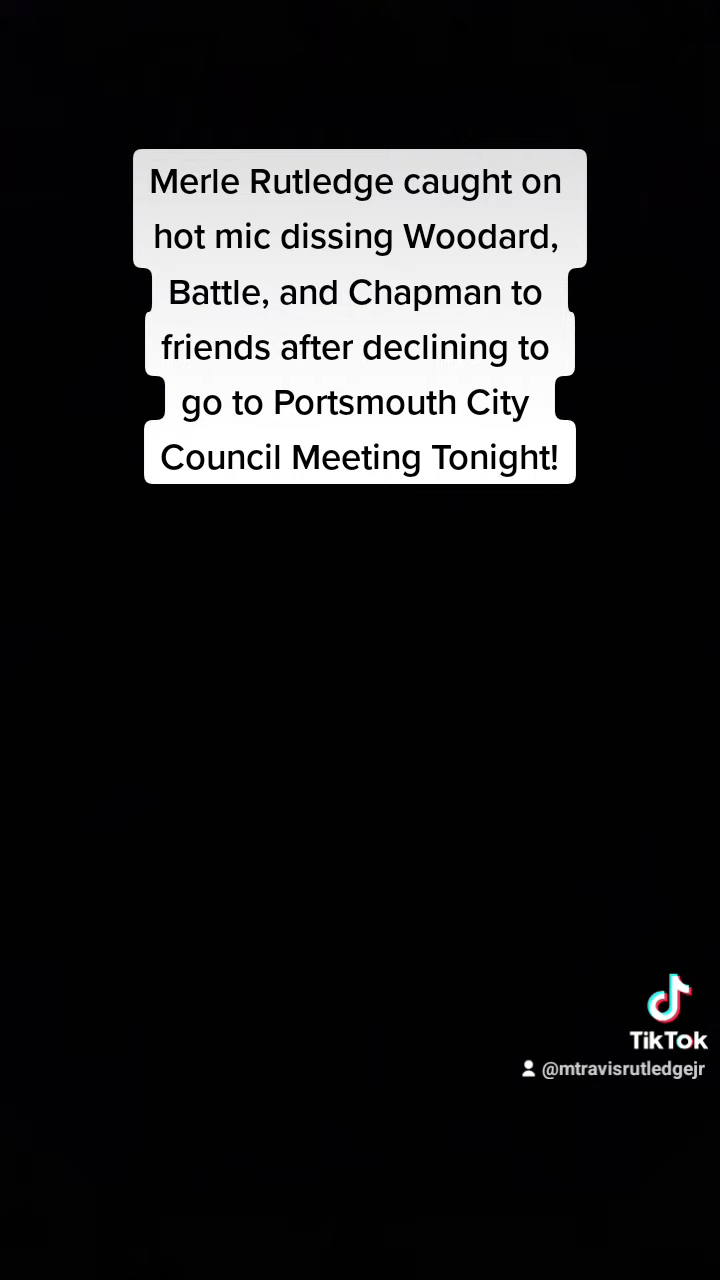 Merle Rutledge caught on
hot mic dissing Woodard,
Battle, and Chapman to
friends after declining to
go to Portsmouth City
Council Meeting Tonight!
TikTok
@mtravisrutledgejr